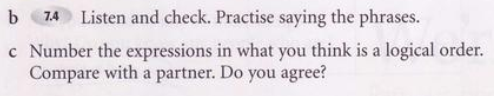 b 7.4 Listen and check. Practise saying the phrases.
c Number the expressions in what you think is a logical order.
Compare with a partner. Do you agree?